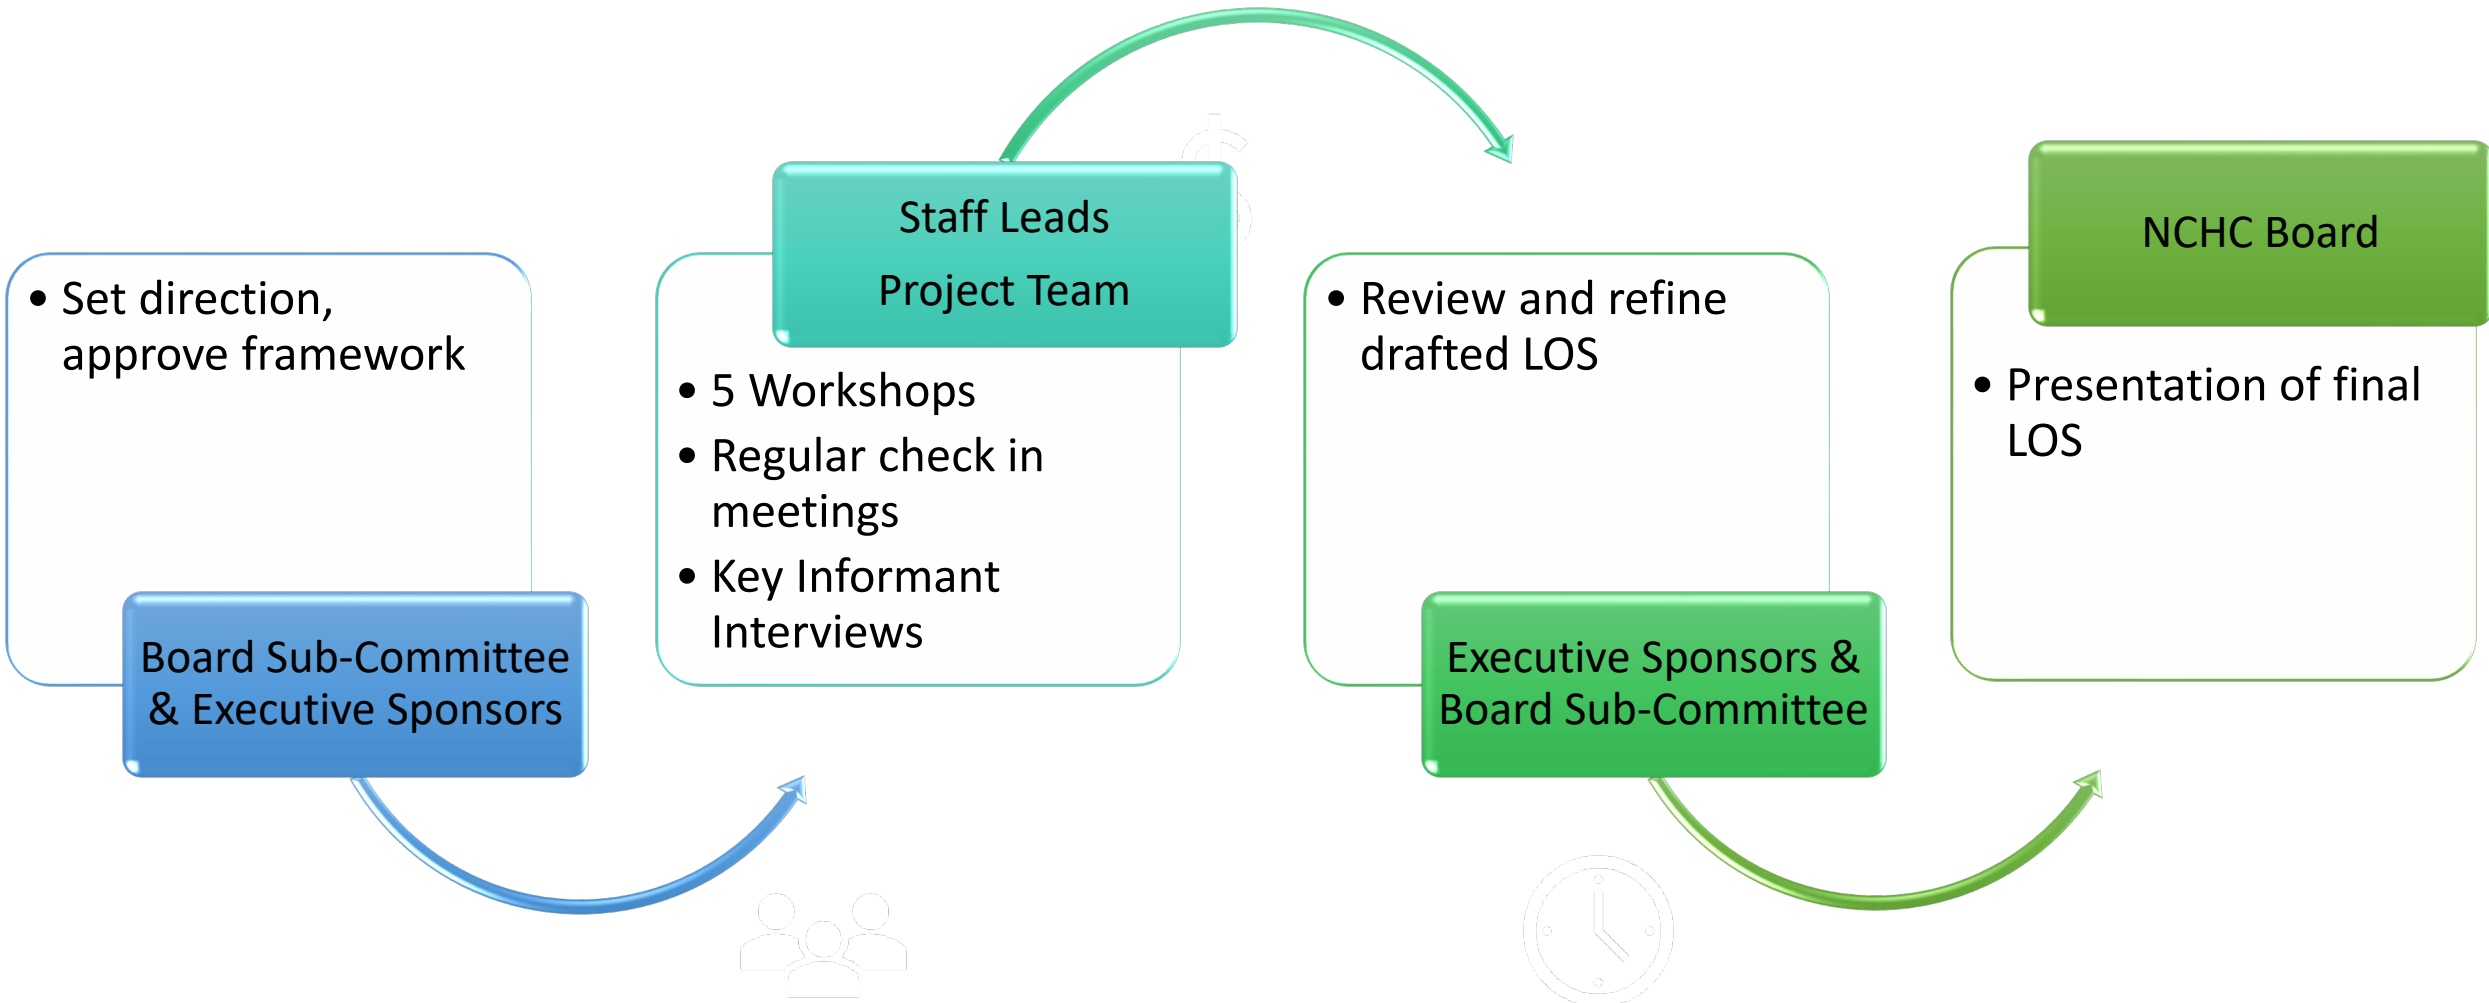 • Set direction,
approve framework
Board Sub-Committee
& Executive Sponsors
Staff Leads
Project Team
• 5 Workshops
• Regular check in
meetings
• Key Informant
Interviews
• Review and refine
drafted LOS
Executive Sponsors &
Board Sub-Committee
NCHC Board
• Presentation of final
LOS